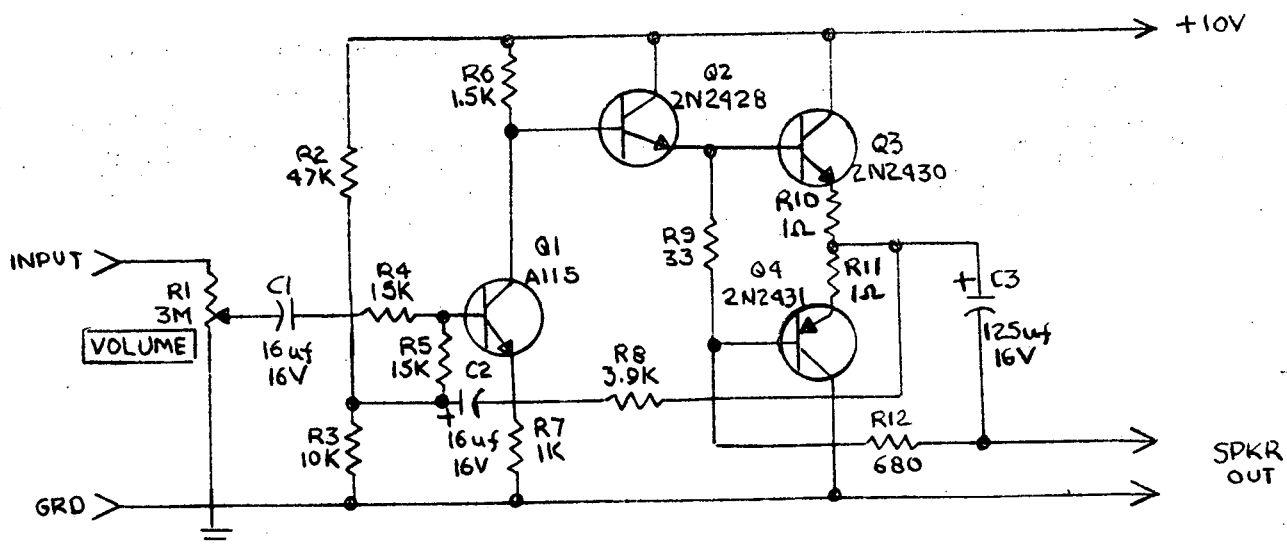 +10V
R6
1.5K
Q2
2N2428
R2
47K
Q3
2N2430
R10
1Ω
INPUT
R1
3M
VOLUME
C1
16uf
16V
R4
15K
Q1
A115
R9
33
Q4
2N2431
R11
1Ω
+
C3
125uf
16V
R5
15K
C2
+
16uf
16V
R8
3.9K
R3
10K
R7
1K
R12
680
SPKR
OUT
GRD